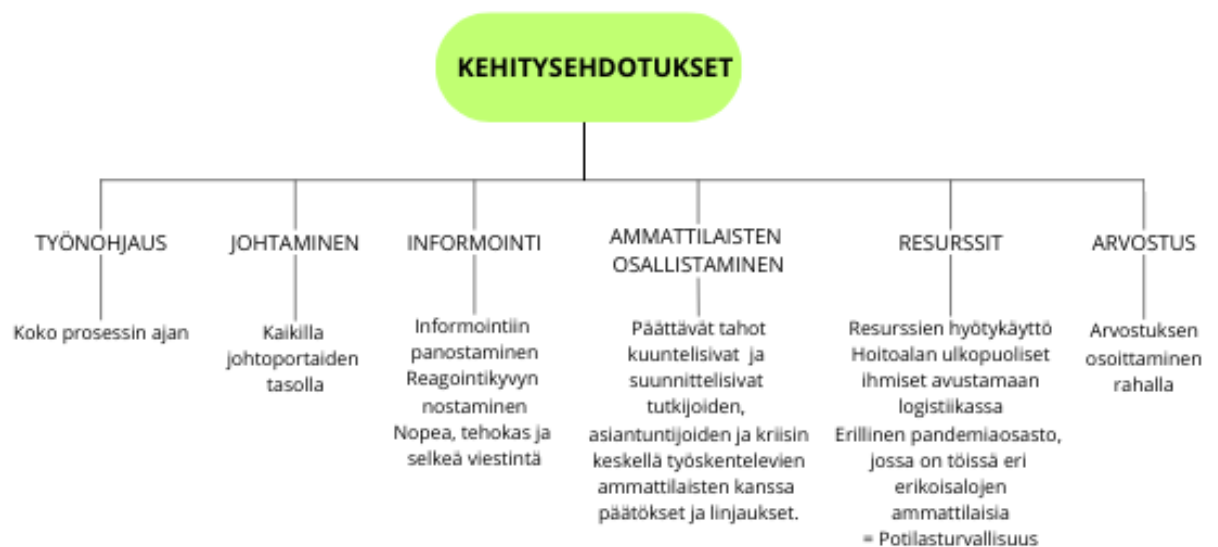 KEHITYSEHDOTUKSET
TYÖNOHJAUS
Koko prosessin ajan
JOHTAMINEN
Kaikilla
johtoportaiden
tasolla
INFORMOINTI
Informointiin
panostaminen
Reagointikyvyn
nostaminen
Nopea, tehokas ja
selkeä viestintä
AMMATTILAISTEN
OSALLISTAMINEN
Päättävät tahot
kuuntelisivat ja
suunnittelisivat
tutkijoiden,
asiantuntijoiden ja kriisin
keskellä työskentelevien
ammattilaisten kanssa
päätökset ja linjaukset.
RESURSSIT
Resurssien hyötykäyttö
Hoitoalan ulkopuoliset
ihmiset avustamaan
logistiikassa
Erillinen pandemiaosasto,
jossa on töissä eri
erikoisalojen
ammattilaisia
= Potilasturvallisuus
ARVOSTUS
Arvostuksen
osoittaminen
rahalla